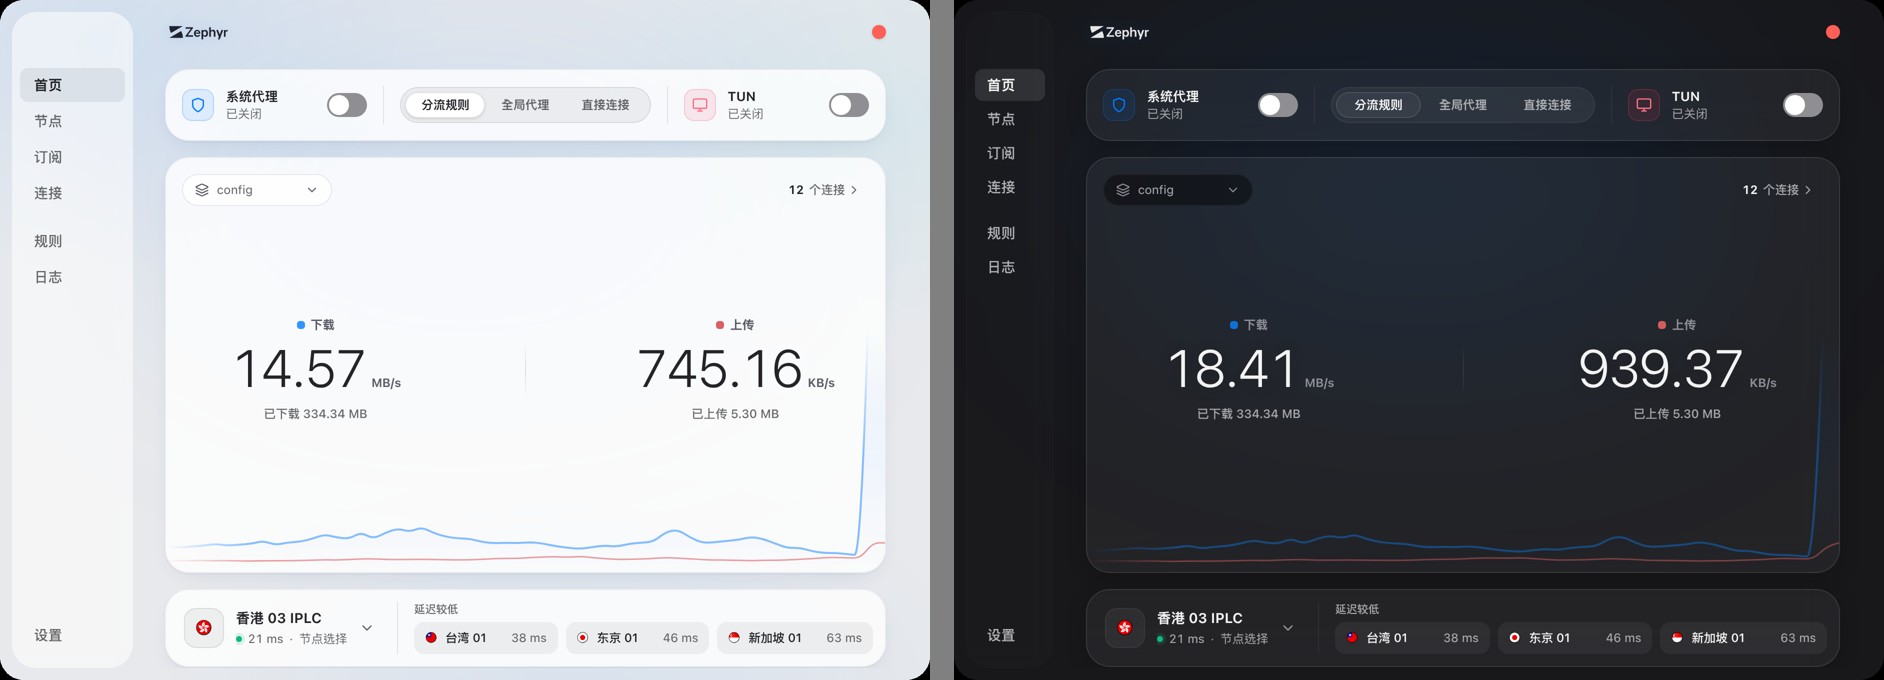 Zephyr
首页
节点
订阅
连接
规则
日志
设置
系统代理
已关闭
分流规则 全局代理 直接连接
TUN
已关闭
config
12 个连接
下载
14.57 MB/s
已下载 334.34 MB
上传
745.16 KB/s
已上传 5.30 MB
香港 03 IPLC
21 ms · 节点选择
延迟较低
台湾 01 38 ms
东京 01 46 ms
新加坡 01 63 ms
Zephyr
首页
节点
订阅
连接
规则
日志
设置
系统代理
已关闭
分流规则 全局代理 直接连接
TUN
已关闭
config
12 个连接
下载
18.41 MB/s
已下载 334.34 MB
上传
939.37 KB/s
已上传 5.30 MB
香港 03 IPLC
21 ms · 节点选择
延迟较低
台湾 01 38 ms
东京 01 46 ms
新加坡 01 63 ms